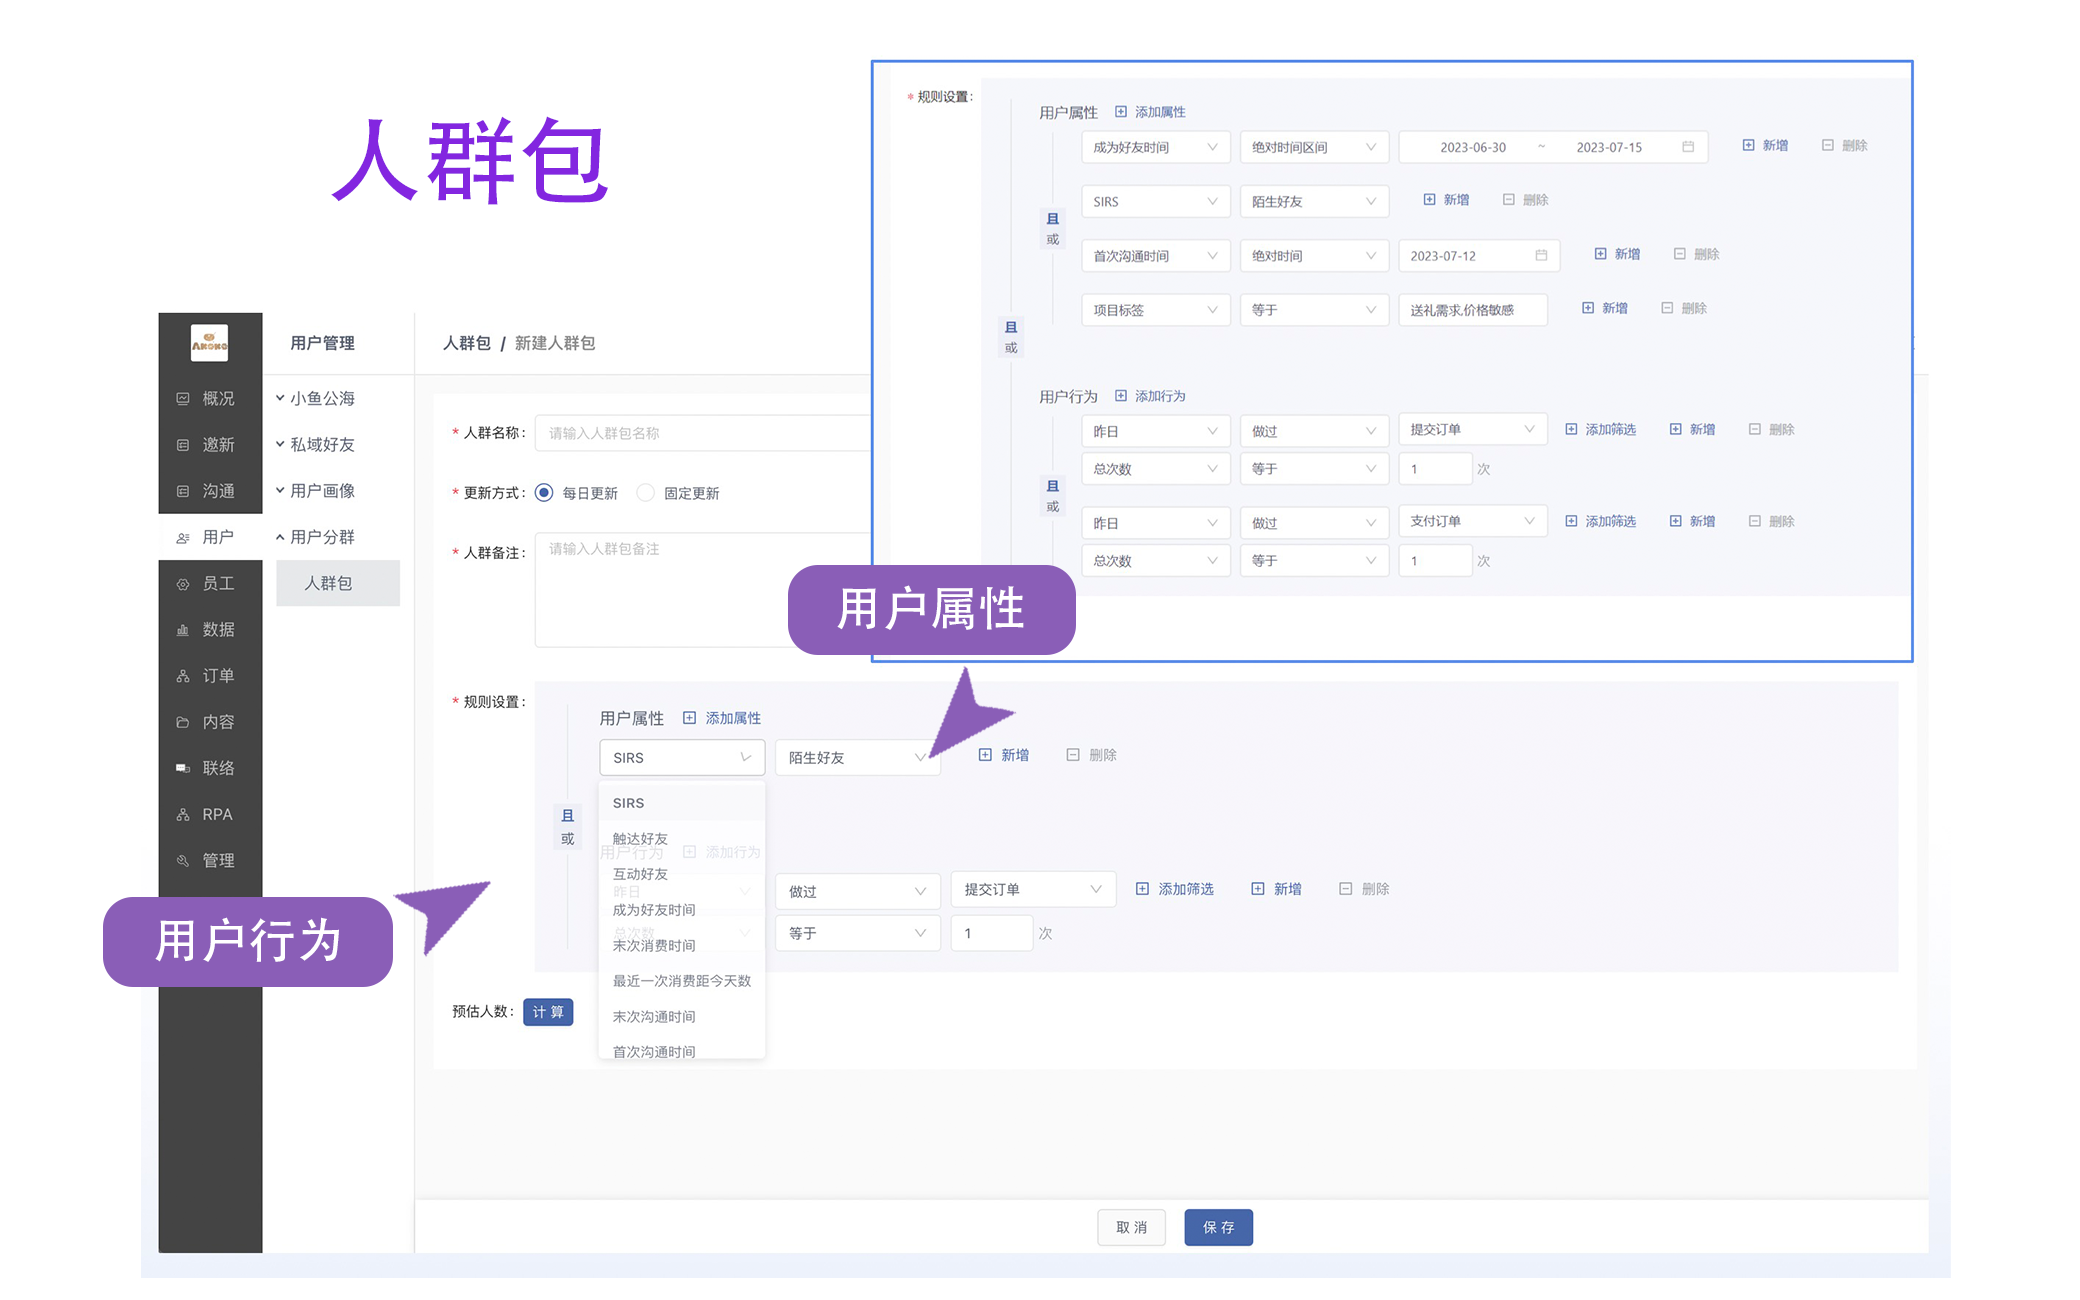 人群包
* 规则设置:
用户属性 添加属性
成为好友时间 绝对时间区间 2023-06-30 ~ 2023-07-15 新增 删除
SIRS 陌生好友 新增 删除
且
或
首次沟通时间 绝对时间 2023-07-12 新增 删除
项目标签 等于 送礼需求,价格敏感 新增 删除
且
或
用户行为 添加行为
昨日 做过 提交订单 添加筛选 新增 删除
总次数 等于 1 次
且
或
昨日 做过 支付订单 添加筛选 新增 删除
总次数 等于 1 次
用户属性
AKOKO
概况
邀新
沟通
用户
员工
数据
订单
内容
联络
RPA
管理
用户管理
小鱼公海
私域好友
用户画像
用户分群
人群包
人群包 / 新建人群包
* 人群名称: 请输入人群包名称
* 更新方式: 每日更新 固定更新
* 人群备注: 请输入人群包备注
* 规则设置:
用户属性 添加属性
SIRS 陌生好友 新增 删除
且
或
SIRS
触达好友
用户行为 添加行为
互动好友
昨日 做过 提交订单 添加筛选 新增 删除
成为好友时间
总次数 等于 1 次
末次消费时间
最近一次消费距今天数
末次沟通时间
首次沟通时间
用户行为
预估人数: 计算
取消 保存